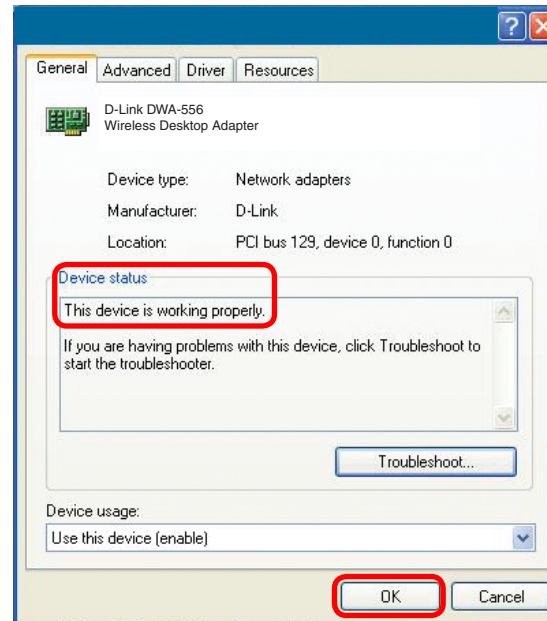 General Advanced Driver Resources
D-Link DWA-556
Wireless Desktop Adapter
Device type: Network adapters
Manufacturer: D-Link
Location: PCI bus 129, device 0, function 0
Device status
This device is working properly.
If you are having problems with this device, click Troubleshoot to
start the troubleshooter.
Troubleshoot...
Device usage:
Use this device (enable)
OK Cancel